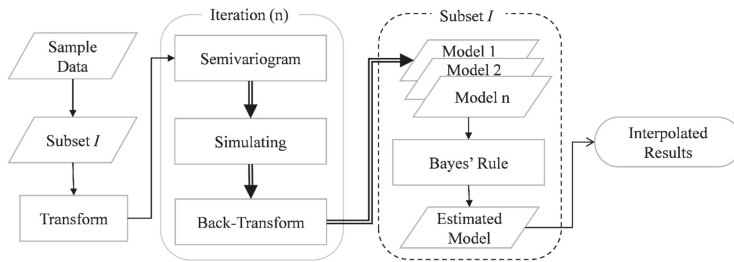 Sample
Data
Subset I
Transform
Iteration (n)
Semivariogram
Simulating
Back-Transform
Subset I
Model 1
Model 2
Model n
Bayes’ Rule
Estimated
Model
Interpolated
Results